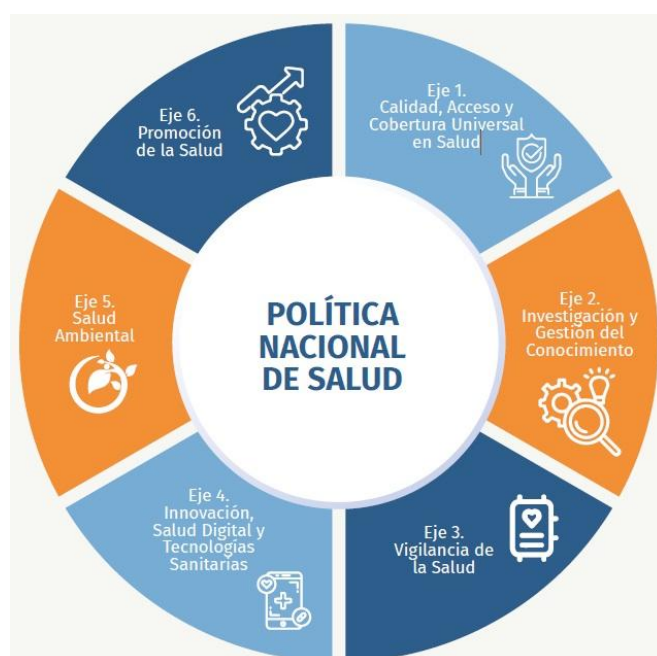 Eje 6.
Promoción
de la Salud
Eje 1.
Calidad, Acceso y
Cobertura Universal
en Salud
Eje 5.
Salud
Ambiental
POLÍTICA
NACIONAL
DE SALUD
Eje 2.
Investigación y
Gestión del
Conocimiento
Eje 4.
Innovación,
Salud Digital y
Tecnologías
Sanitarías
Eje 3.
Vigilancia de
la Salud